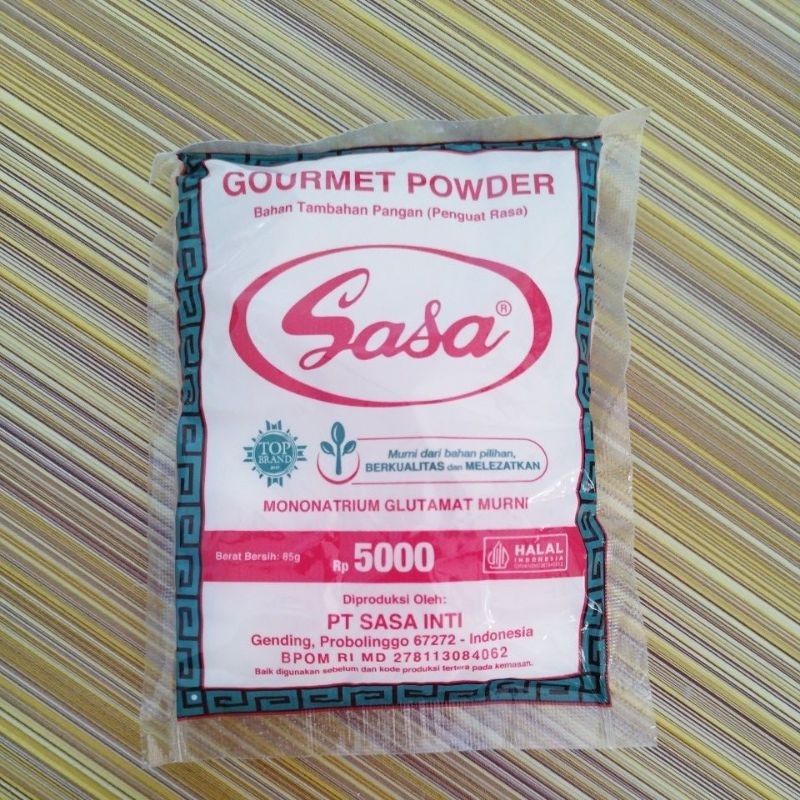 GOURMET POWDER
Bahan Tambahan Pangan (Penguat Rasa)
Sasa®
TOP
BRAND
Murni dari bahan pilihan,
BERKUALITAS dan MELEZATKAN
MONONATRIUM GLUTAMAT MURNI
Berat Bersih: 85g
Rp 5000
HALAL
INDONESIA
Diproduksi Oleh:
PT SASA INTI
Gending, Probolinggo 67272 - Indonesia
BPOM RI MD 278113084062
Baik digunakan sebelum dan kode produksi tertera pada kemasan.